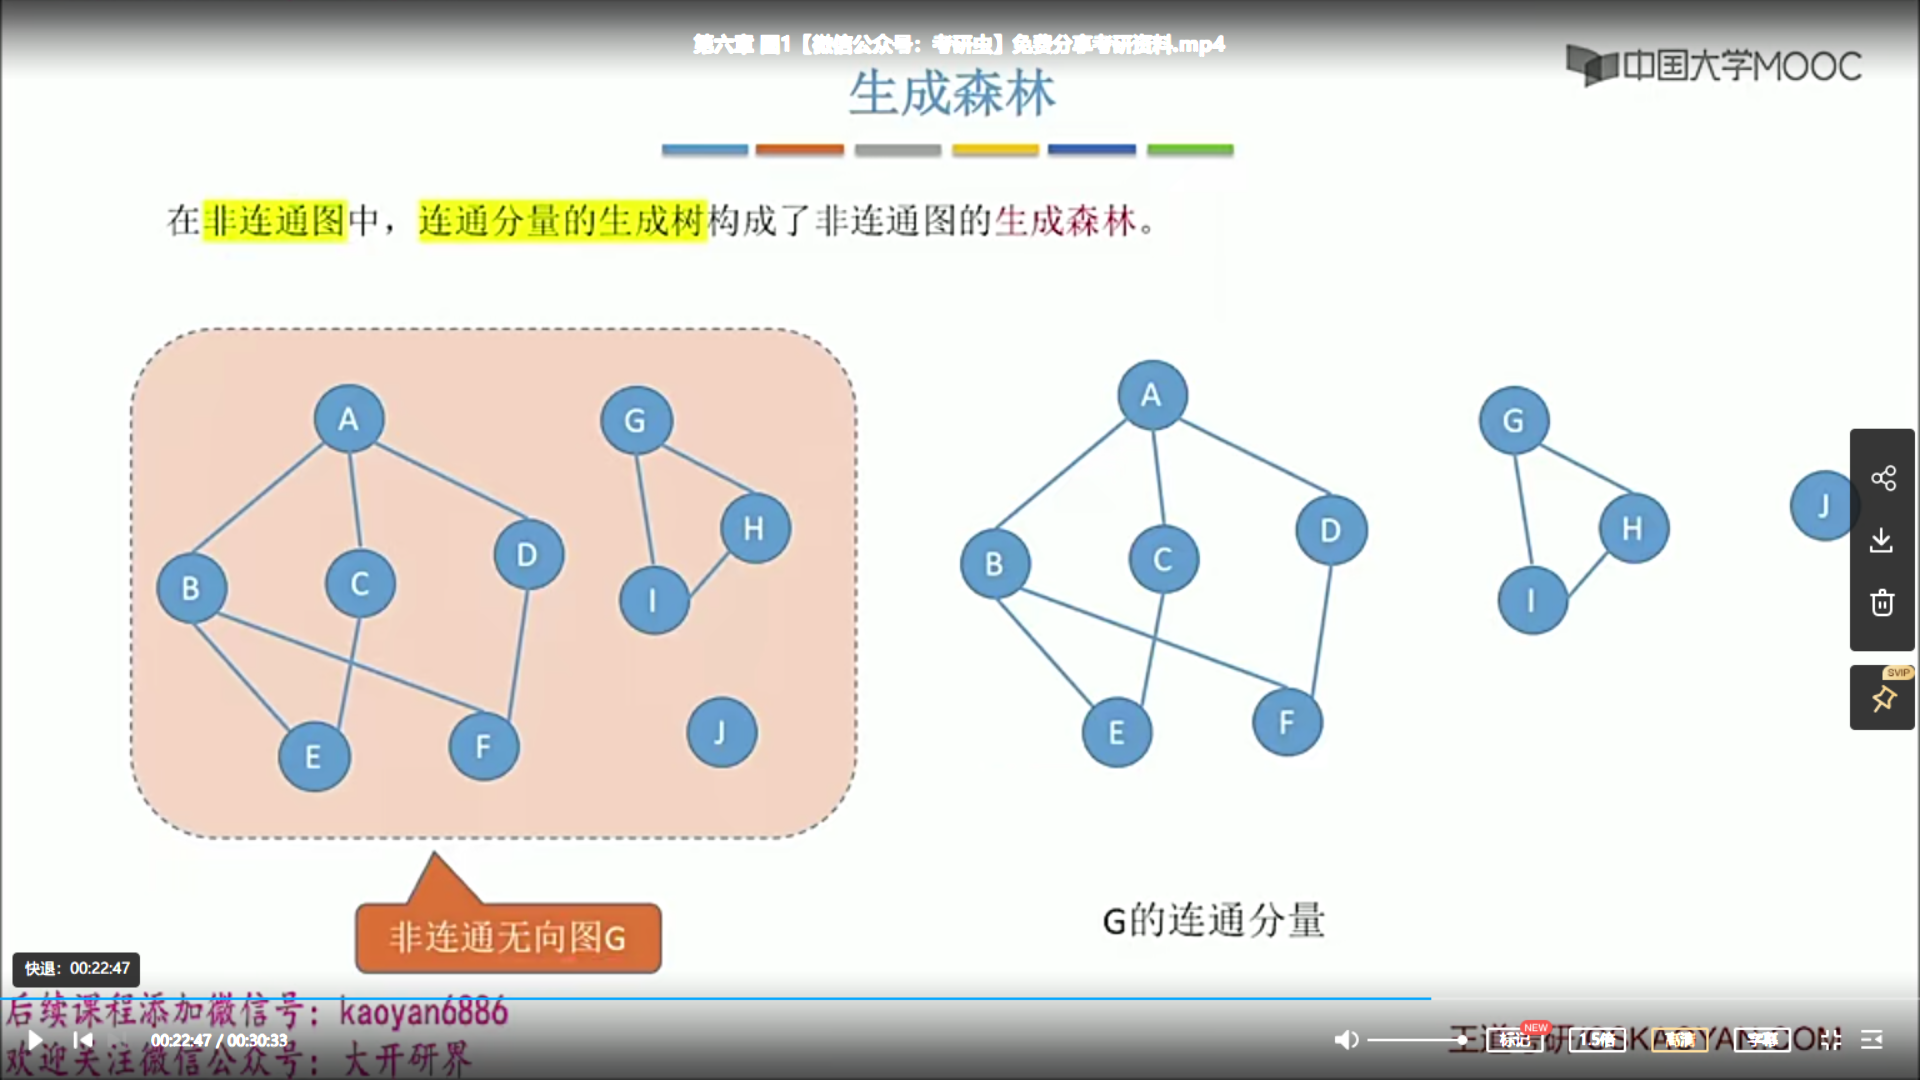 第六章 图1【微信公众号：考研虫】免费分享考研资料.mp4
中国大学MOOC
生成森林
在非连通图中，连通分量的生成树构成了非连通图的生成森林。
A
B
C
D
E
F
G
H
I
J
A
B
C
D
E
F
G
H
I
J
SVIP
非连通无向图G
G的连通分量
快退：00:22:47
后续课程添加微信号：kaoyan6886
00:22:47 / 00:30:33
欢迎关注微信公众号：大开研界
NEW
标记
1.5倍
高清
字幕
王道考研/CSKAOYAN.COM